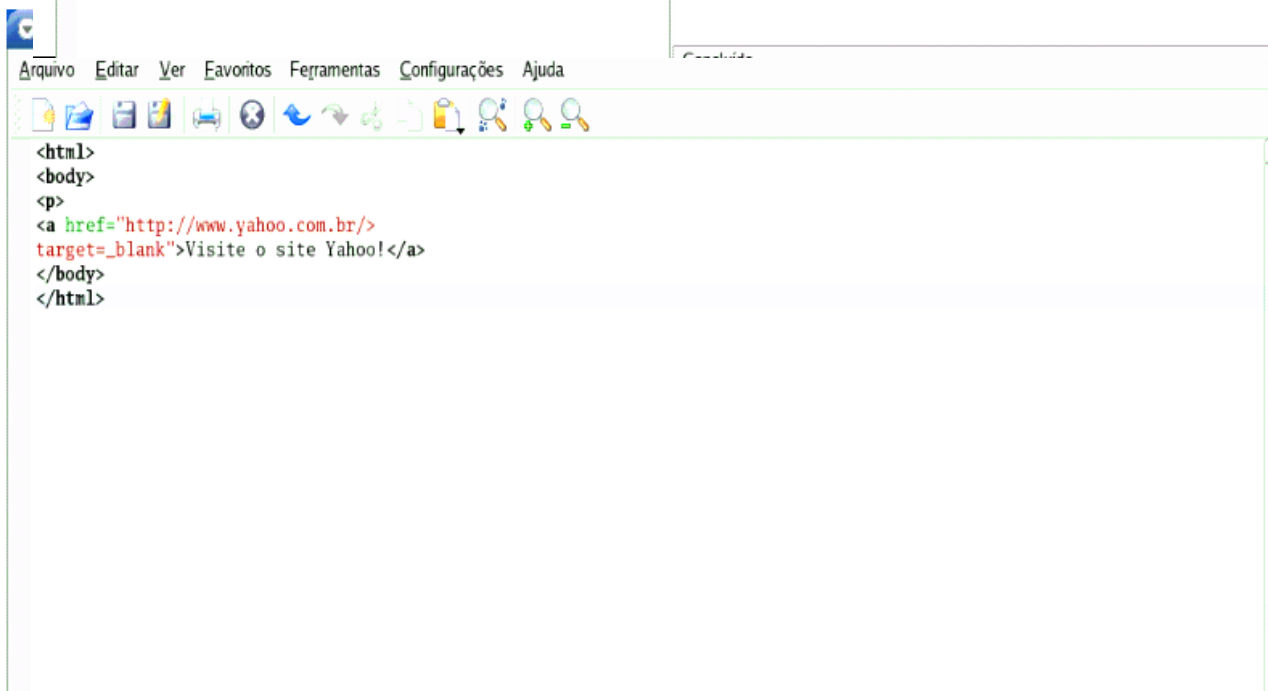 Arquivo Editar Ver Favoritos Ferramentas Configurações Ajuda
<html>
<body>
<p>
<a href="http://www.yahoo.com.br/>
target=_blank">Visite o site Yahoo!</a>
</body>
</html>